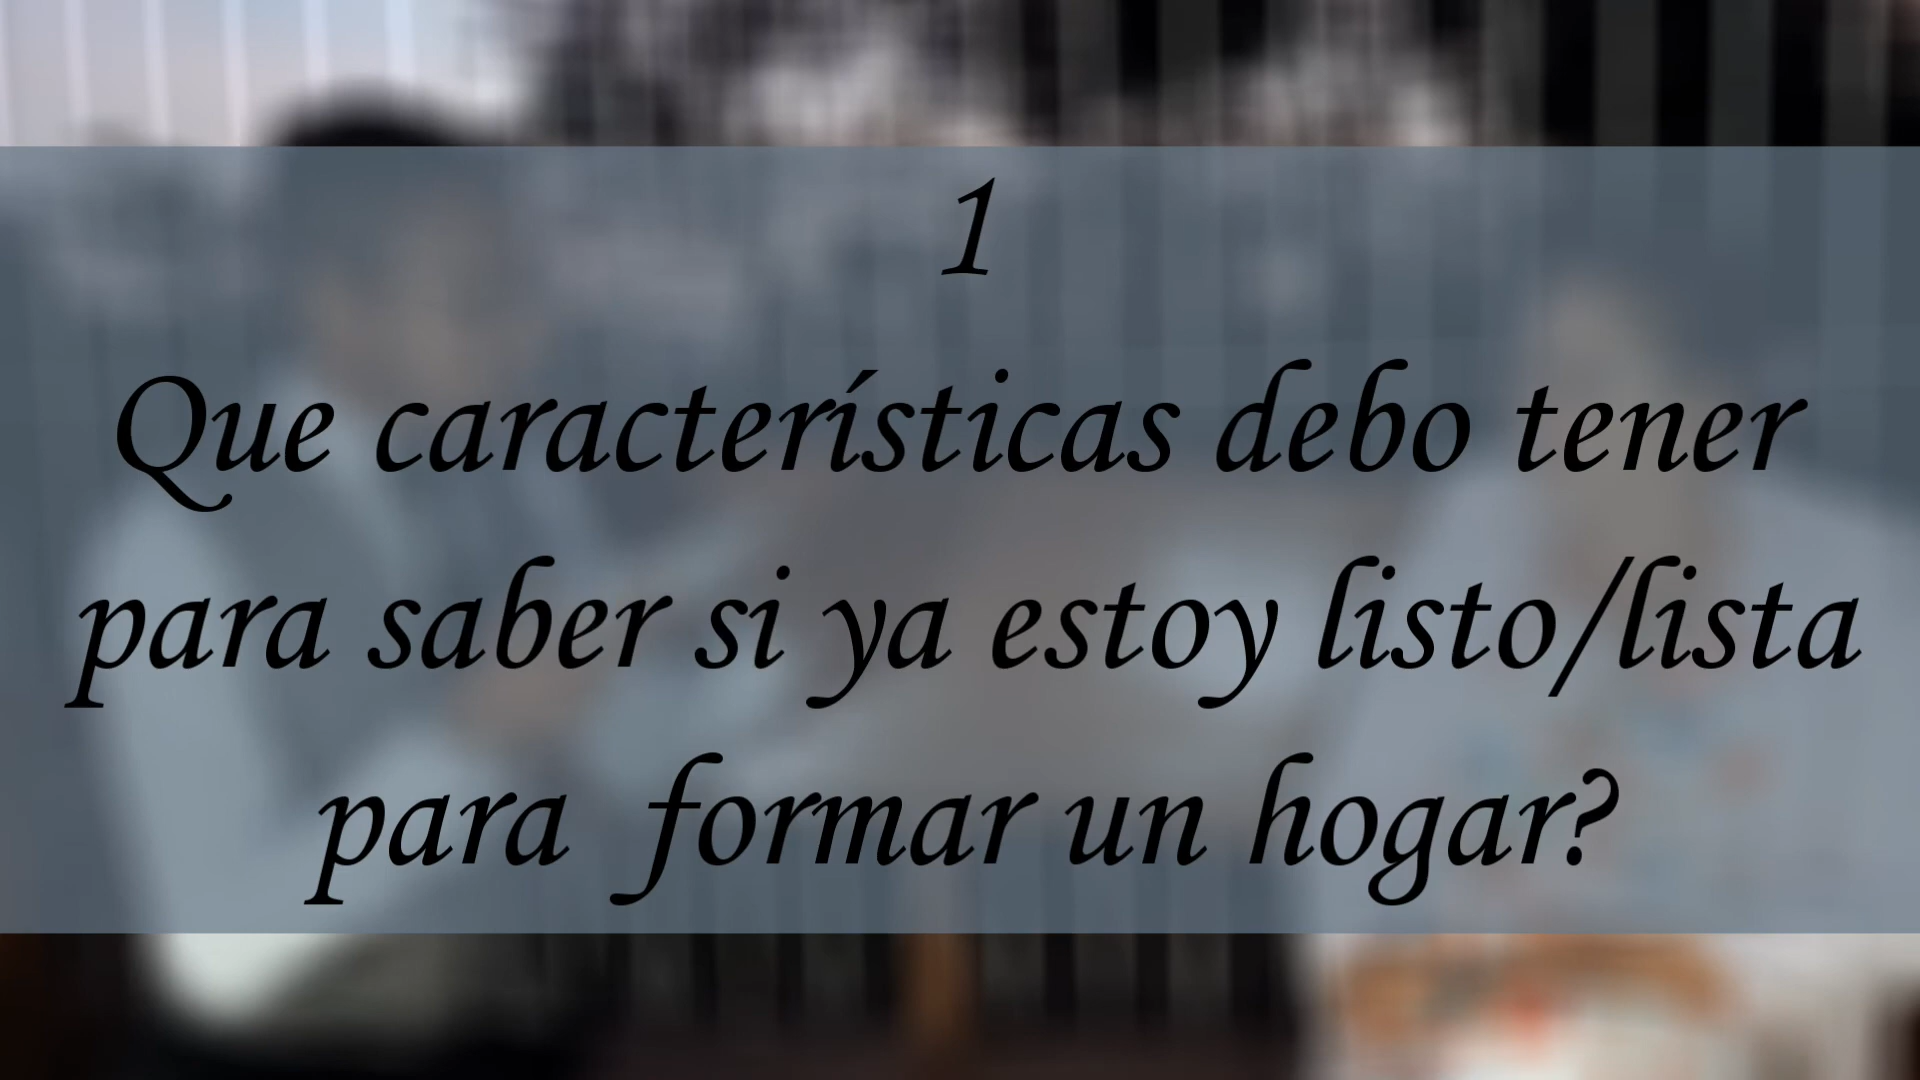 1
Que características debo tener
para saber si ya estoy listo/lista
para formar un hogar?